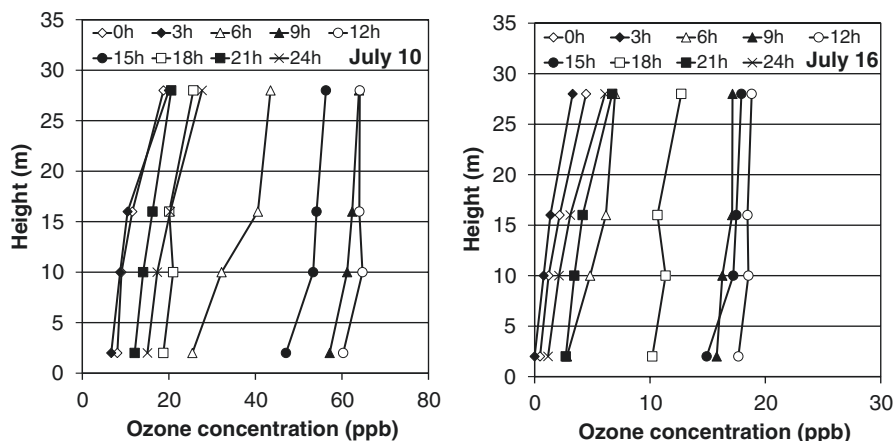 0h 3h 6h 9h 12h
15h 18h 21h 24h July 10
35
30
25
20
15
10
5
0
0 20 40 60 80
Height (m)
Ozone concentration (ppb)
0h 3h 6h 9h 12h
15h 18h 21h 24h July 16
35
30
25
20
15
10
5
0
0 10 20 30
Height (m)
Ozone concentration (ppb)